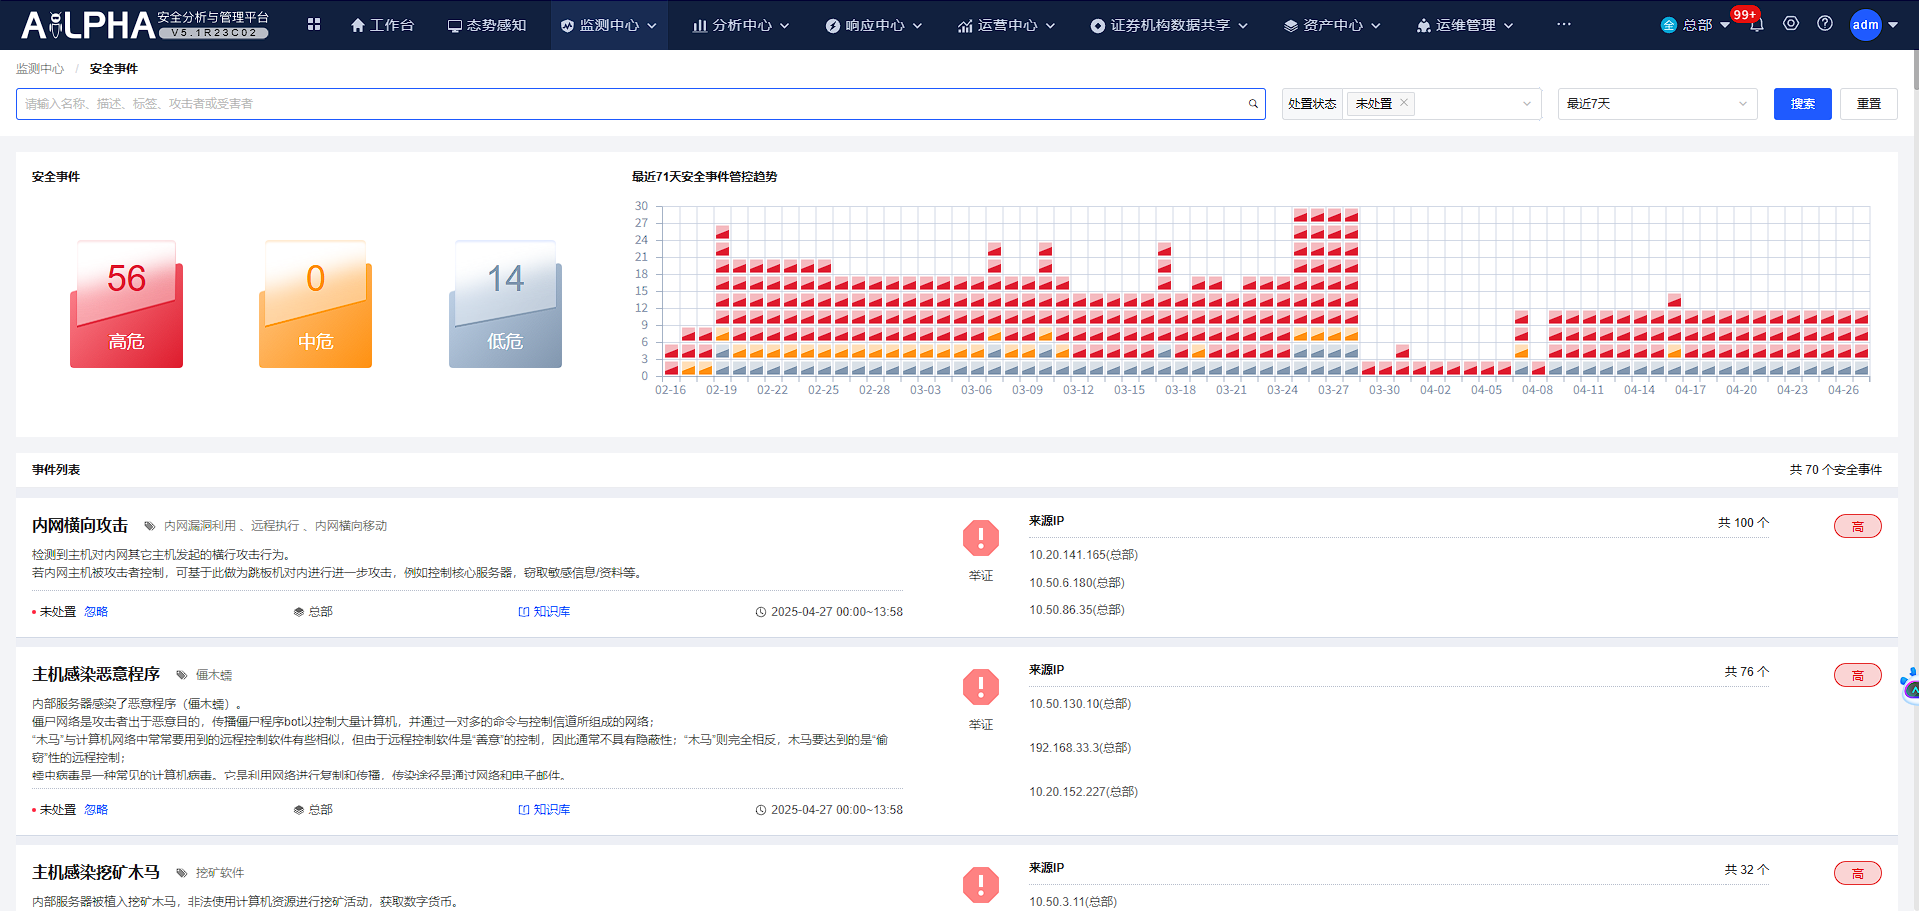 AiLPHA 安全分析与管理平台 V5.1R23C02
工作台 态势感知 监测中心 分析中心 响应中心 运营中心 证券机构数据共享 资产中心 运维管理 ... 全 总部 99+ adm
监测中心 / 安全事件
请输入名称、描述、标签、攻击者或受害者 处置状态 未处置 × 最近7天 搜索 重置
安全事件
最近71天安全事件管控趋势
56 高危
0 中危
14 低危
30
27
24
21
18
15
12
9
6
3
0
02-16 02-19 02-22 02-25 02-28 03-03 03-06 03-09 03-12 03-15 03-18 03-21 03-24 03-27 03-30 04-02 04-05 04-08 04-11 04-14 04-17 04-20 04-23 04-26
事件列表 共 70 个安全事件
内网横向攻击 内网漏洞利用 、远程执行 、内网横向移动
检测到主机对内网其它主机发起的横行攻击行为。
若内网主机被攻击者控制，可基于此做为跳板机对内进行进一步攻击，例如控制核心服务器，窃取敏感信息/资料等。
未处置 忽略 总部 知识库 2025-04-27 00:00~13:58
举证
来源IP 共 100 个 高
10.20.141.165(总部)
10.50.6.180(总部)
10.50.86.35(总部)
主机感染恶意程序 僵木蠕
内部服务器感染了恶意程序（僵木蠕）。
僵尸网络是攻击者出于恶意目的，传播僵尸程序bot以控制大量计算机，并通过一对多的命令与控制信道所组成的网络；
“木马”与计算机网络中常常要用到的远程控制软件有些相似，但由于远程控制软件是“善意”的控制，因此通常不具有隐蔽性；“木马”则完全相反，木马要达到的是“偷
窃”性的远程控制；
蠕虫病毒是一种常见的计算机病毒。它是利用网络进行复制和传播，传染途径是通过网络和电子邮件。
未处置 忽略 总部 知识库 2025-04-27 00:00~13:58
举证
来源IP 共 76 个 高
10.50.130.10(总部)
192.168.33.3(总部)
10.20.152.227(总部)
主机感染挖矿木马 挖矿软件
内部服务器被植入挖矿木马，非法使用计算机资源进行挖矿活动，获取数字货币。
来源IP 共 32 个 高
10.50.3.11(总部)